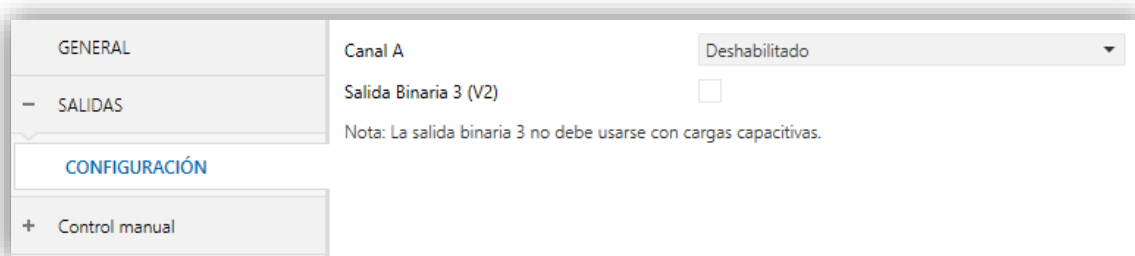 GENERAL
− SALIDAS
CONFIGURACIÓN
+ Control manual
Canal A Deshabilitado
Salida Binaria 3 (V2)
Nota: La salida binaria 3 no debe usarse con cargas capacitivas.